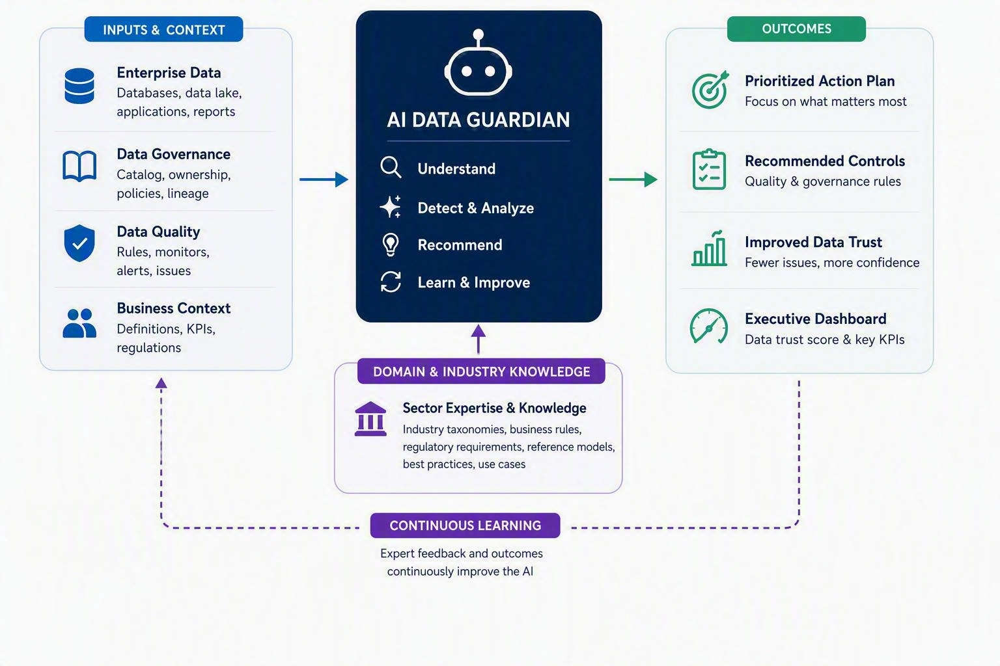 INPUTS & CONTEXT
Enterprise Data
Databases, data lake,
applications, reports
Data Governance
Catalog, ownership,
policies, lineage
Data Quality
Rules, monitors,
alerts, issues
Business Context
Definitions, KPIs,
regulations
AI DATA GUARDIAN
Understand
Detect & Analyze
Recommend
Learn & Improve
OUTCOMES
Prioritized Action Plan
Focus on what matters most
Recommended Controls
Quality & governance rules
Improved Data Trust
Fewer issues, more confidence
Executive Dashboard
Data trust score & key KPIs
DOMAIN & INDUSTRY KNOWLEDGE
Sector Expertise & Knowledge
Industry taxonomies, business rules,
regulatory requirements, reference models,
best practices, use cases
CONTINUOUS LEARNING
Expert feedback and outcomes
continuously improve the AI